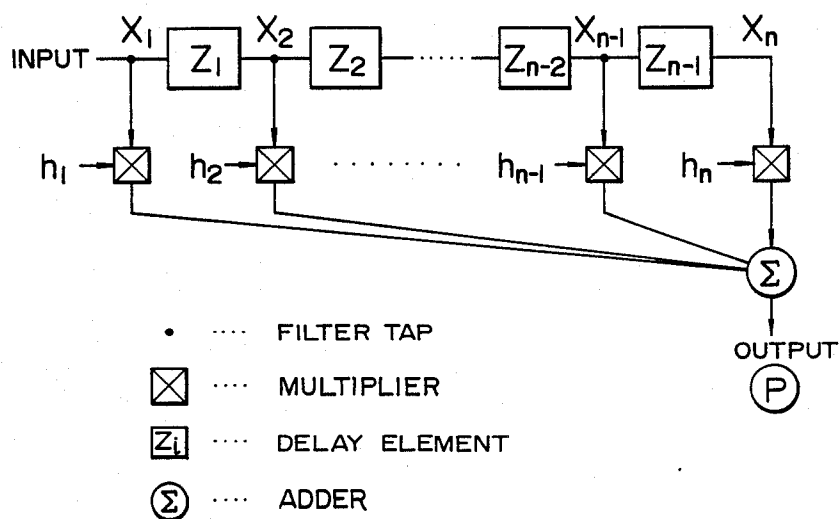 X₁ X₂ Xₙ₋₁ Xₙ
INPUT Z₁ Z₂ ..... Zₙ₋₂ Zₙ₋₁
h₁ h₂ ........ hₙ₋₁ hₙ
Σ
OUTPUT
P
• .... FILTER TAP
.... MULTIPLIER
Zᵢ .... DELAY ELEMENT
Σ .... ADDER